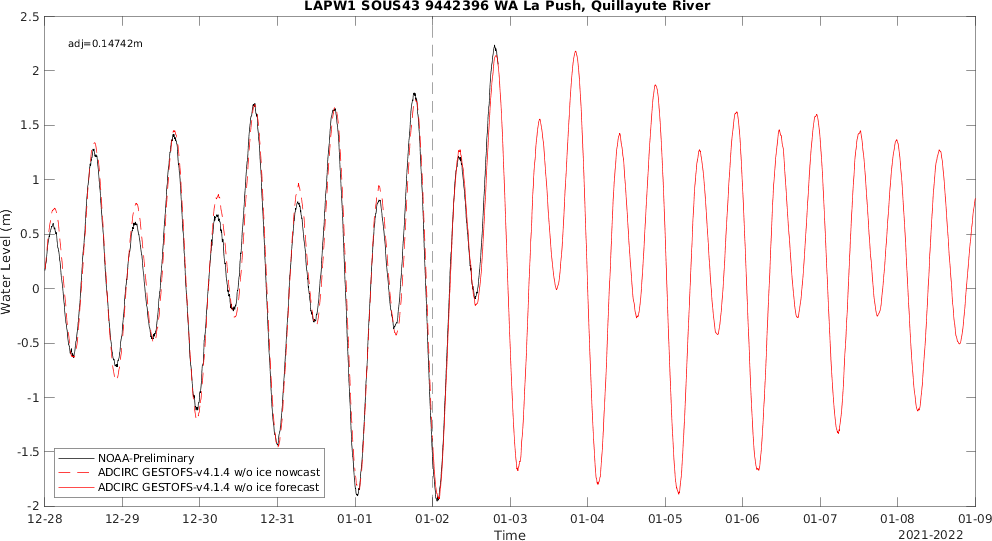 LAPW1 SOUS43 9442396 WA La Push, Quillayute River
adj=0.14742m
Water Level (m)
2.5
2
1.5
1
0.5
0
-0.5
-1
-1.5
-2
NOAA-Preliminary
ADCIRC GESTOFS-v4.1.4 w/o ice nowcast
ADCIRC GESTOFS-v4.1.4 w/o ice forecast
12-28 12-29 12-30 12-31 01-01 01-02 01-03 01-04 01-05 01-06 01-07 01-08 01-09
Time
2021-2022